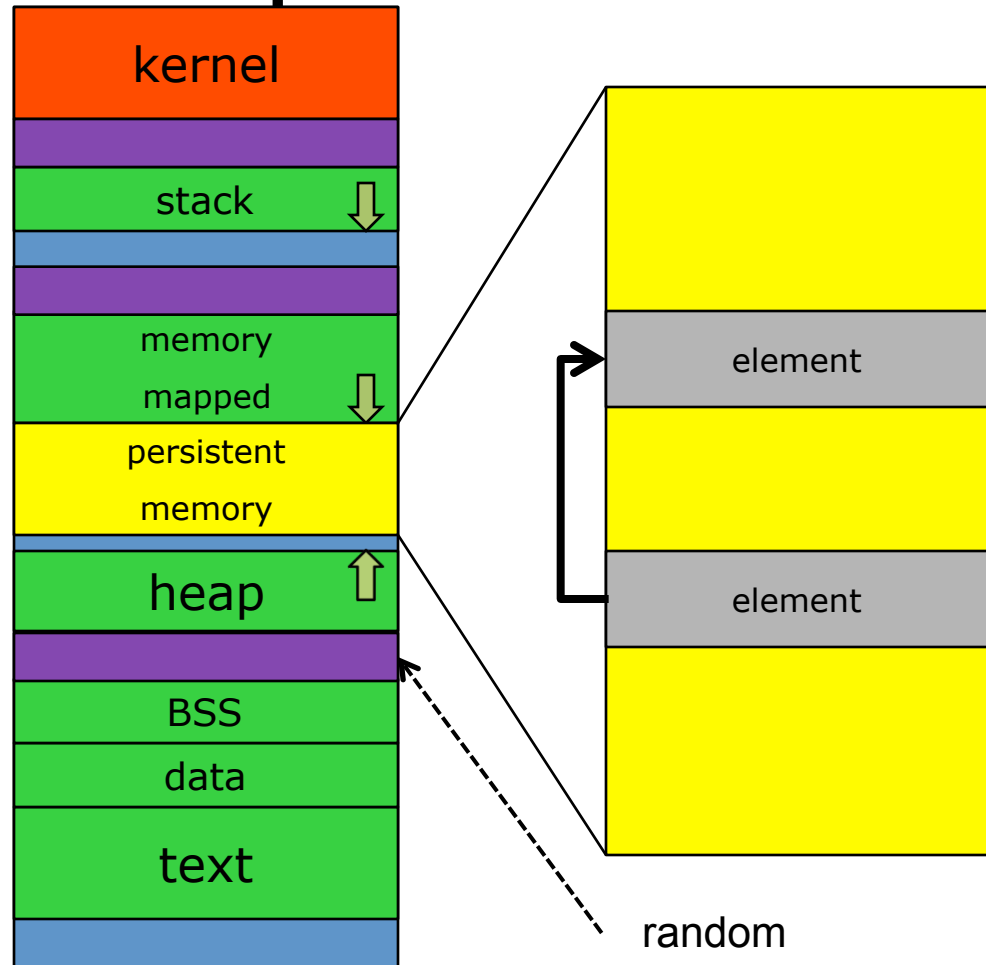 kernel
stack
memory
mapped
persistent
memory
heap
BSS
data
text
element
element
random